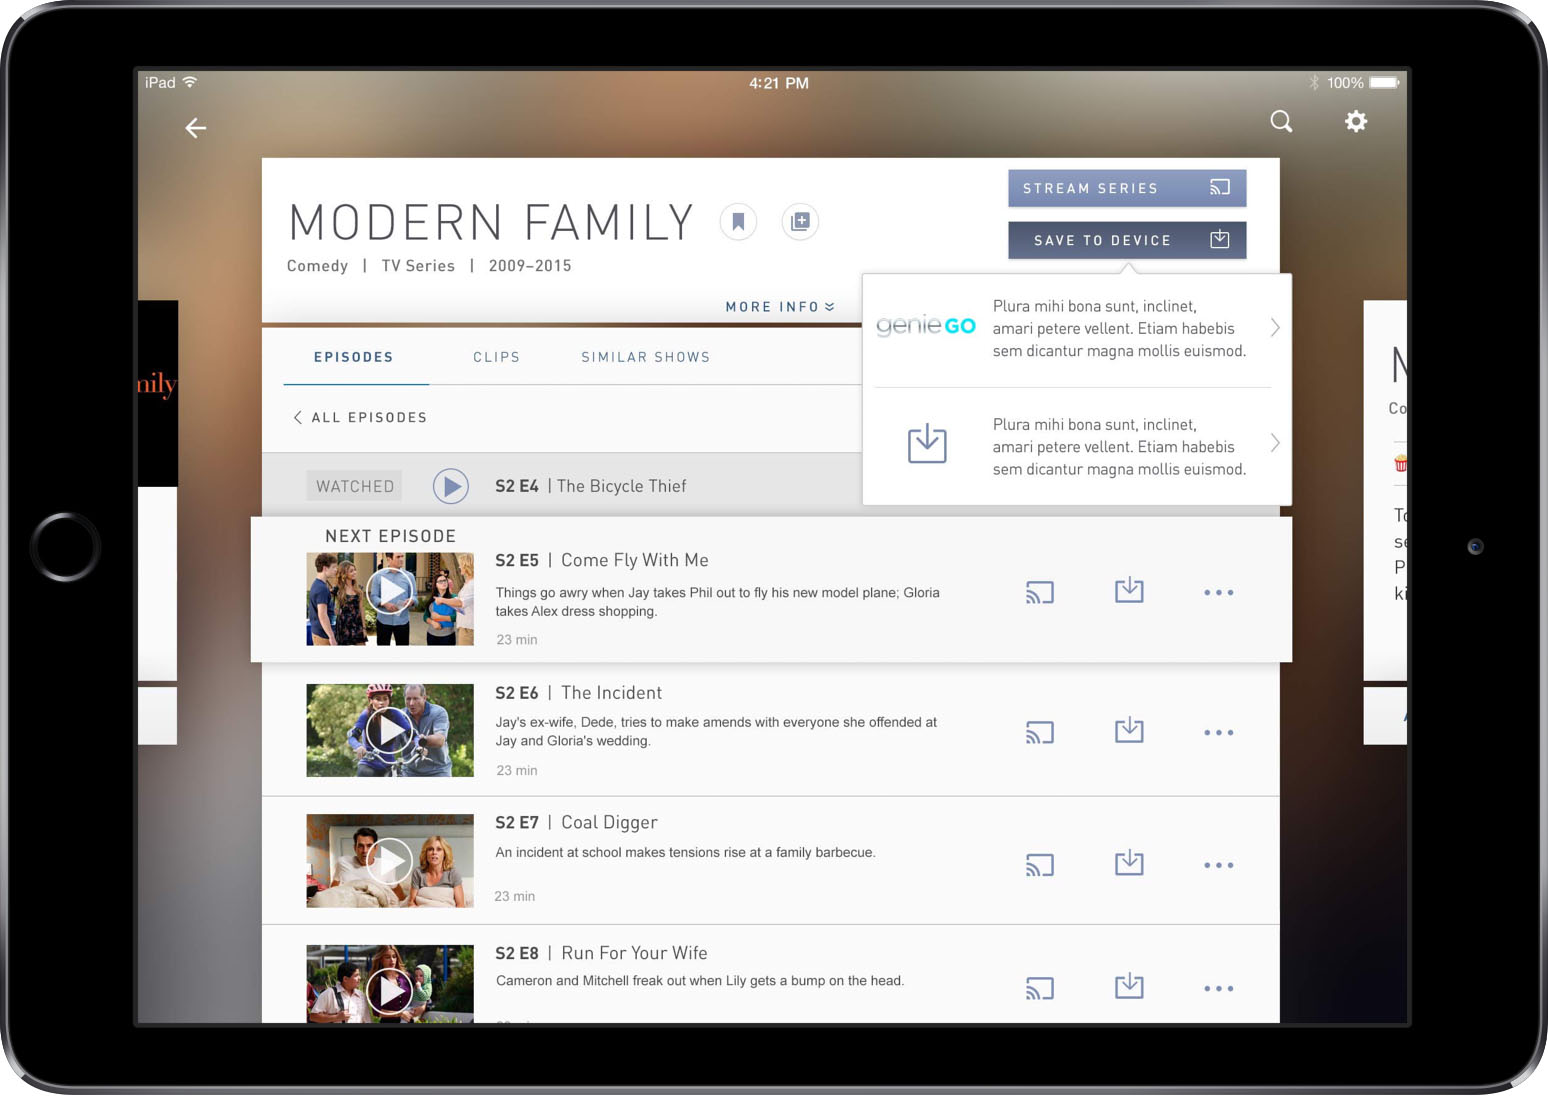 iPad
4:21 PM
100%
MODERN FAMILY
Comedy | TV Series | 2009–2015
STREAM SERIES
SAVE TO DEVICE
MORE INFO
genieGO
Plura mihi bona sunt, inclinet,
amari petere vellent. Etiam habebis
sem dicantur magna mollis euismod.
Plura mihi bona sunt, inclinet,
amari petere vellent. Etiam habebis
sem dicantur magna mollis euismod.
EPISODES
CLIPS
SIMILAR SHOWS
ALL EPISODES
WATCHED
S2 E4 | The Bicycle Thief
NEXT EPISODE
S2 E5 | Come Fly With Me
Things go awry when Jay takes Phil out to fly his new model plane; Gloria
takes Alex dress shopping.
23 min
S2 E6 | The Incident
Jay's ex-wife, Dede, tries to make amends with everyone she offended at
Jay and Gloria's wedding.
23 min
S2 E7 | Coal Digger
An incident at school makes tensions rise at a family barbecue.
23 min
S2 E8 | Run For Your Wife
Cameron and Mitchell freak out when Lily gets a bump on the head.